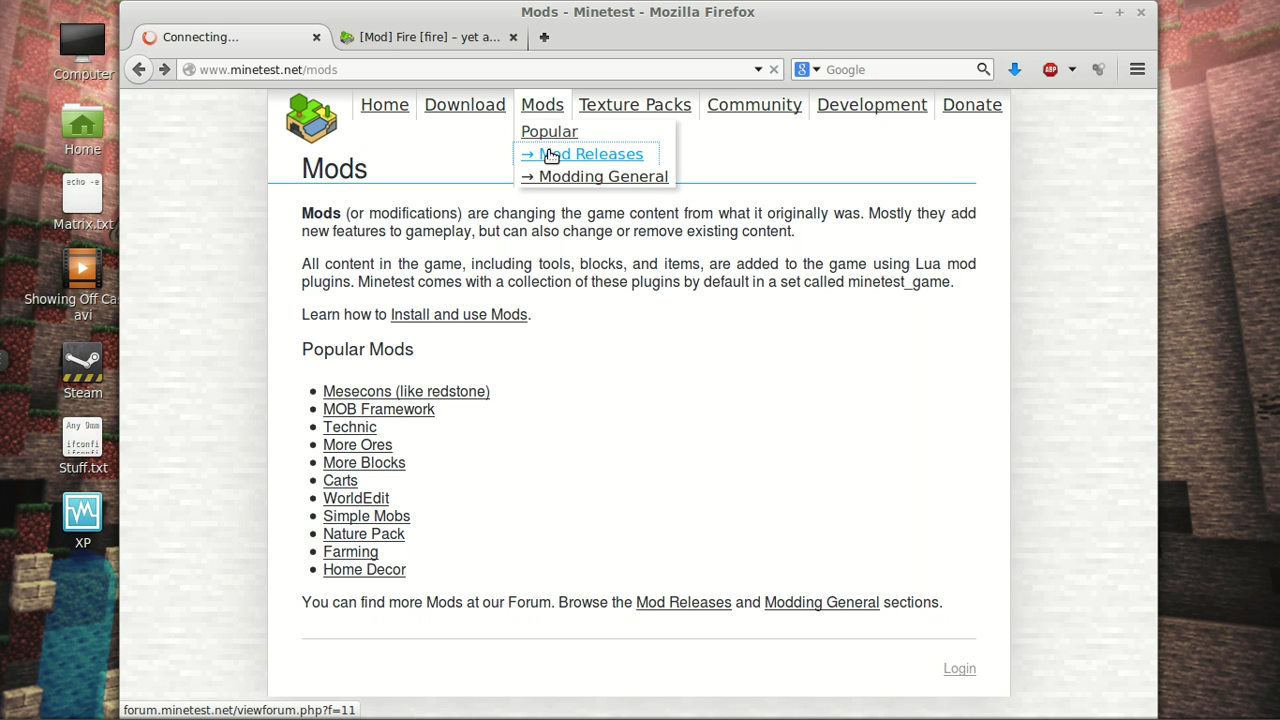 Mods - Minetest - Mozilla Firefox
Connecting...
[Mod] Fire [fire] – yet a...
www.minetest.net/mods
Google
ABP
Home
Download
Mods
Texture Packs
Community
Development
Donate
Popular
→ Mod Releases
→ Modding General
Mods
Mods (or modifications) are changing the game content from what it originally was. Mostly they add
new features to gameplay, but can also change or remove existing content.
All content in the game, including tools, blocks, and items, are added to the game using Lua mod
plugins. Minetest comes with a collection of these plugins by default in a set called minetest_game.
Learn how to Install and use Mods.
Popular Mods
Mesecons (like redstone)
MOB Framework
Technic
More Ores
More Blocks
Carts
WorldEdit
Simple Mobs
Nature Pack
Farming
Home Decor
You can find more Mods at our Forum. Browse the Mod Releases and Modding General sections.
Login
forum.minetest.net/viewforum.php?f=11
Computer
Home
echo -e
Matrix.txt
Showing Off Ca
avi
Steam
Any 9mm
ifconfi
Stuff.txt
XP